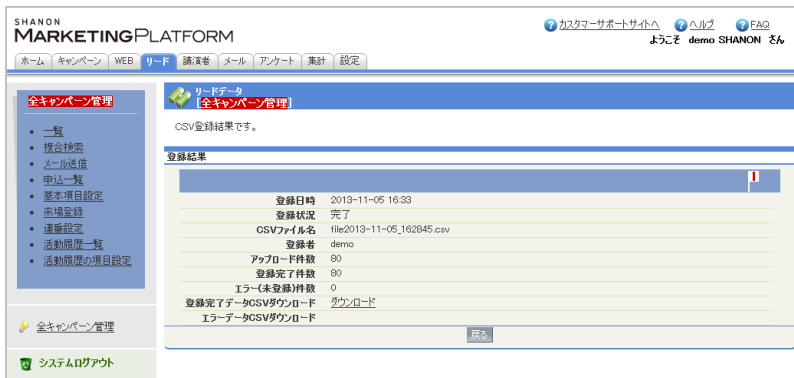 SHANON
MARKETINGPLATFORM
カスタマーサポートサイトへ ヘルプ FAQ
ようこそ demo SHANON さん
ホーム キャンペーン WEB リード 講演者 メール アンケート 集計 設定
全キャンペーン管理
一覧
複合検索
メール送信
申込一覧
基本項目設定
来場登録
連番設定
活動履歴一覧
活動履歴の項目設定
全キャンペーン管理
システムログアウト
リードデータ
[全キャンペーン管理]
CSV登録結果です。
登録結果
登録日時 2013-11-05 16:33
登録状況 完了
CSVファイル名 file2013-11-05_162845.csv
登録者 demo
アップロード件数 80
登録完了件数 80
エラー(未登録)件数 0
登録完了データCSVダウンロード ダウンロード
エラーデータCSVダウンロード
戻る